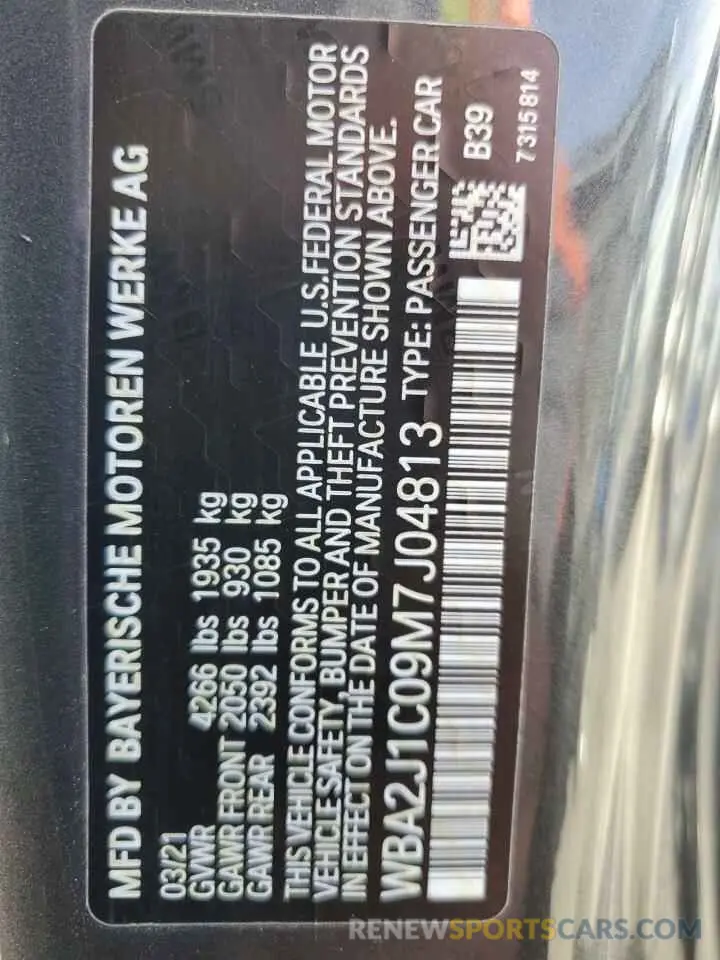 MFD BY BAYERISCHE MOTOREN WERKE AG
03/21
GVWR 4266 lbs 1935 kg
GAWR FRONT 2050 lbs 930 kg
GAWR REAR 2392 lbs 1085 kg
THIS VEHICLE CONFORMS TO ALL APPLICABLE U.S.FEDERAL MOTOR
VEHICLE SAFETY, BUMPER AND THEFT PREVENTION STANDARDS
IN EFFECT ON THE DATE OF MANUFACTURE SHOWN ABOVE.
WBA2J1C09M7J04813 TYPE: PASSENGER CAR
B39
7 315 814
RENEWSPORTSCARS.COM